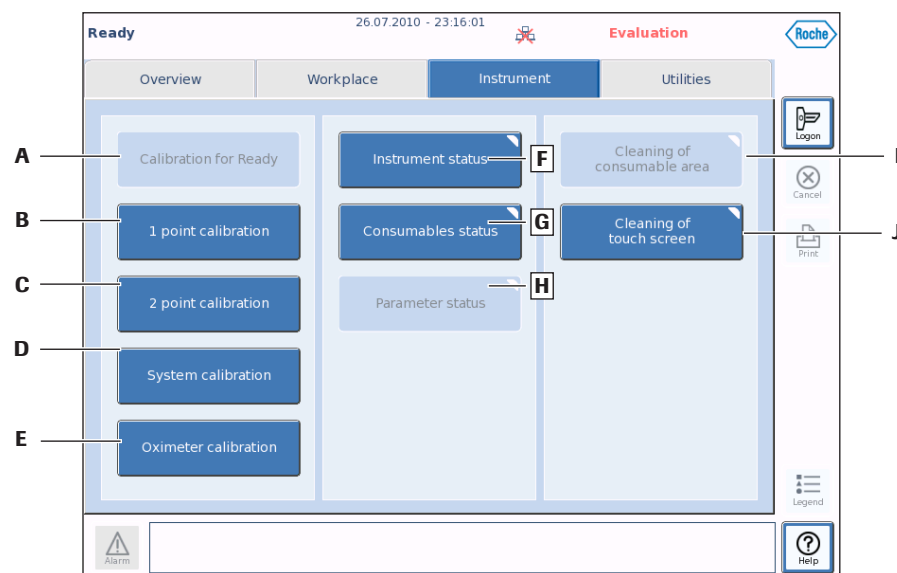 Ready
26.07.2010 - 23:16:01
Evaluation
Roche
Overview
Workplace
Instrument
Utilities
A
Calibration for Ready
B
1 point calibration
C
2 point calibration
D
System calibration
E
Oximeter calibration
Instrument status
F
Consumables status
G
Parameter status
H
Cleaning of
consumable area
Cleaning of
touch screen
J
Logon
Cancel
Print
Legend
Alarm
Help